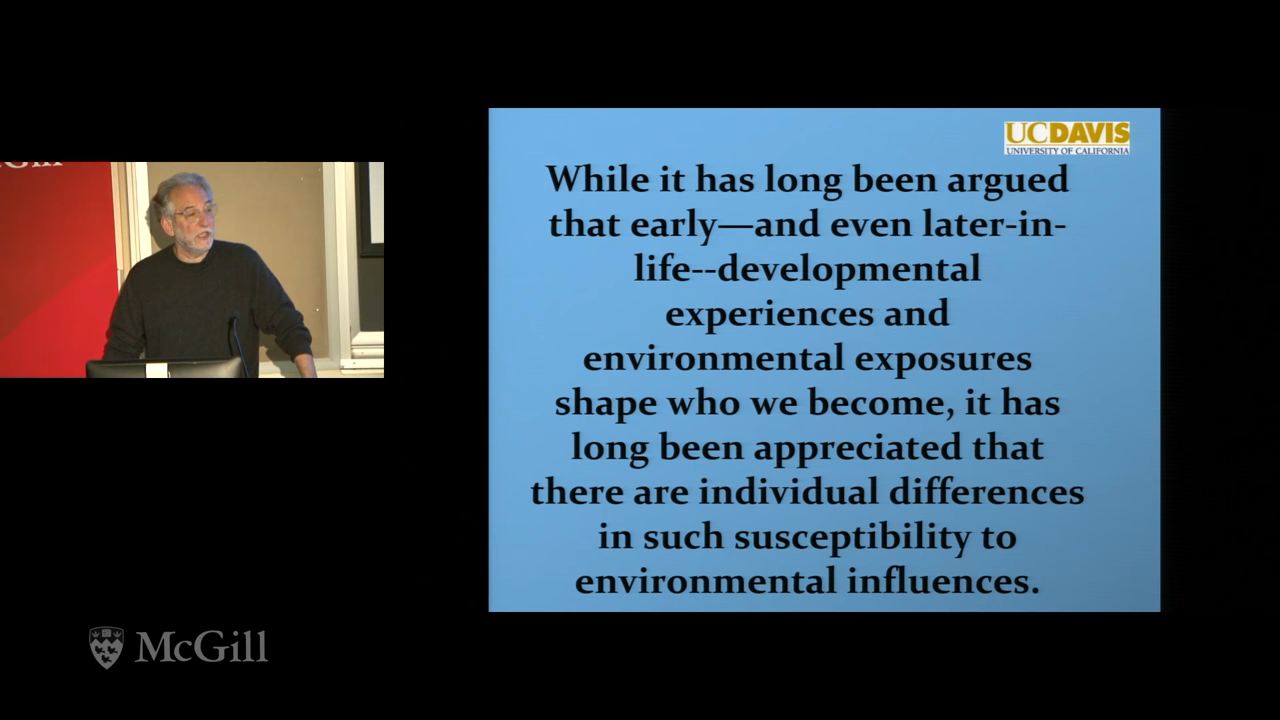 UCDAVIS
UNIVERSITY OF CALIFORNIA
While it has long been argued
that early—and even later-in-
life--developmental
experiences and
environmental exposures
shape who we become, it has
long been appreciated that
there are individual differences
in such susceptibility to
environmental influences.
McGill